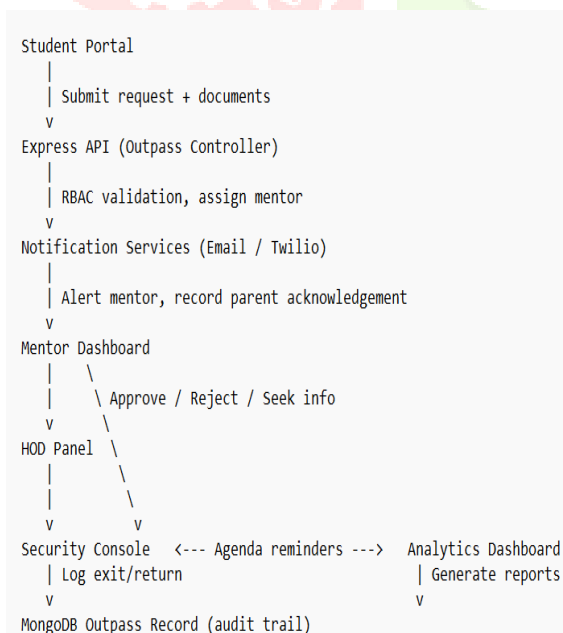 Student Portal
|
| Submit request + documents
v
Express API (Outpass Controller)
|
| RBAC validation, assign mentor
v
Notification Services (Email / Twilio)
|
| Alert mentor, record parent acknowledgement
v
Mentor Dashboard
| \
| \ Approve / Reject / Seek info
v \
HOD Panel \
| \
| \
v v
Security Console <--- Agenda reminders ---> Analytics Dashboard
| Log exit/return | Generate reports
v v
MongoDB Outpass Record (audit trail)